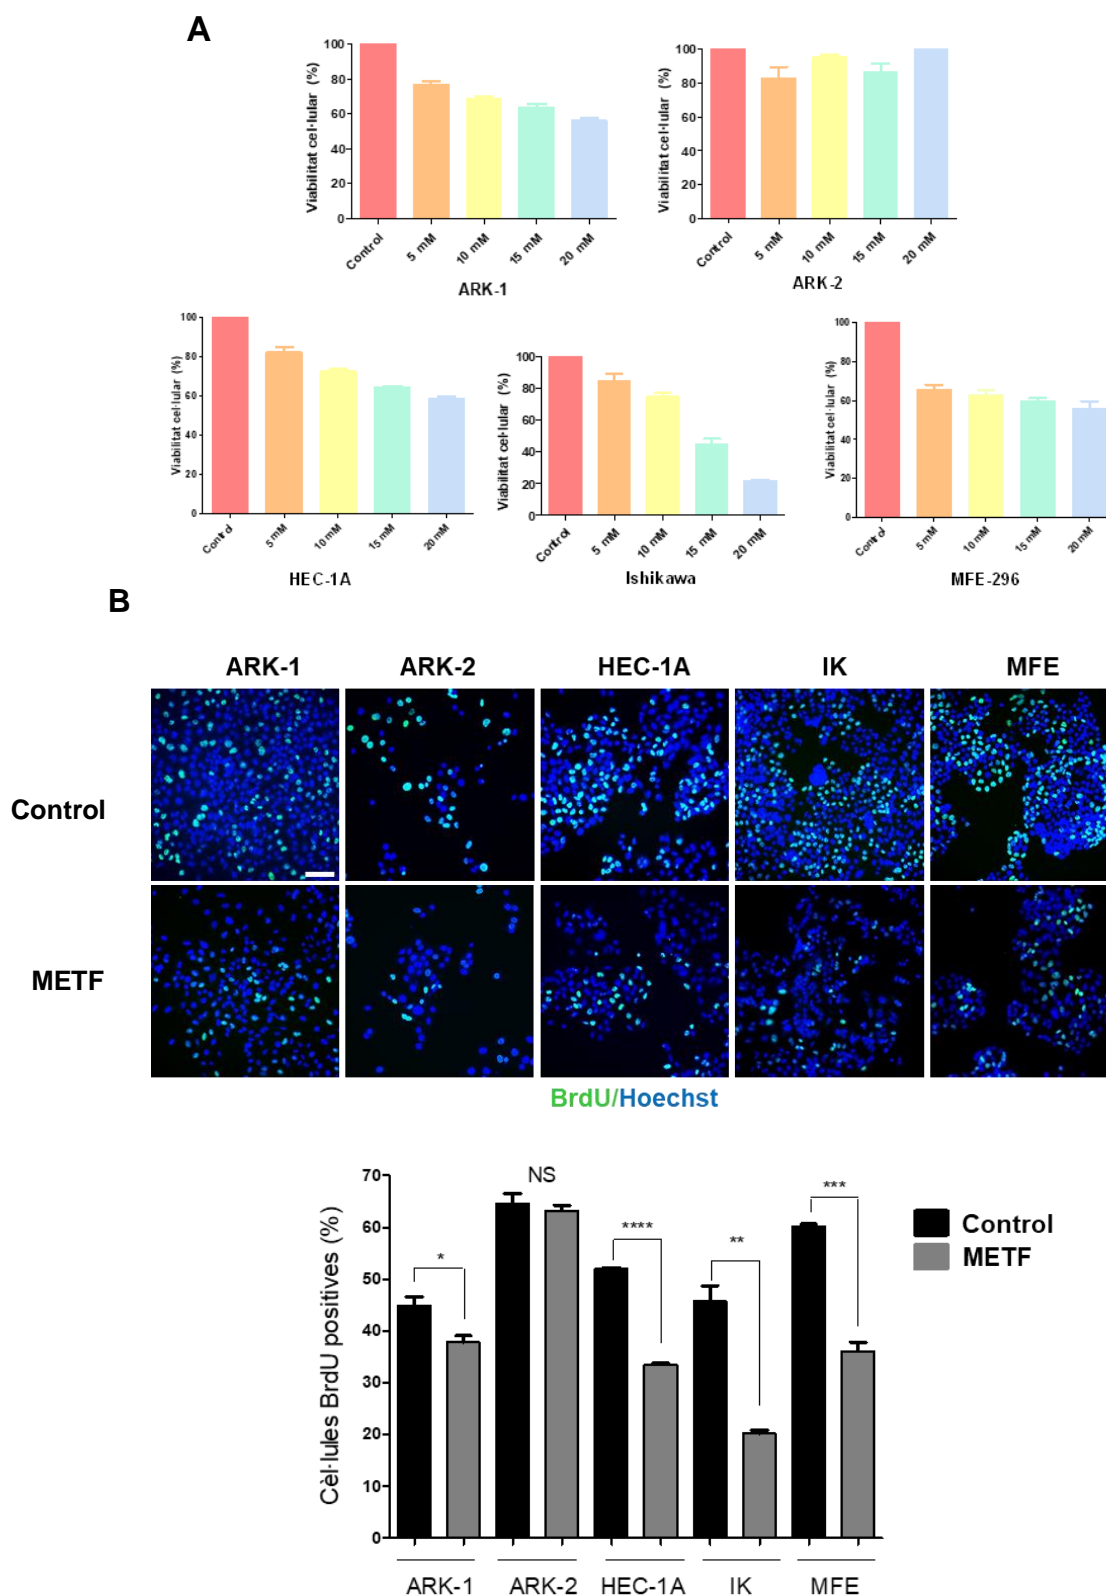 A
Viabilitat cel·lular (%)
100
80
60
40
20
0
Control
5 mM
10 mM
15 mM
20 mM
ARK-1
Viabilitat cel·lular (%)
100
80
60
40
20
0
Control
5 mM
10 mM
15 mM
20 mM
ARK-2
Viabilitat cel·lular (%)
100
80
60
40
20
0
Control
5 mM
10 mM
15 mM
20 mM
HEC-1A
Viabilitat cel·lular (%)
100
80
60
40
20
0
Control
5 mM
10 mM
15 mM
20 mM
Ishikawa
Viabilitat cel·lular (%)
100
80
60
40
20
0
Control
5 mM
10 mM
15 mM
20 mM
MFE-296
B
ARK-1 ARK-2 HEC-1A IK MFE
Control
METF
BrdU/Hoechst
Cèl·lules BrdU positives (%)
70
60
50
40
30
20
10
0
*
NS
****
**
***
Control
METF
ARK-1 ARK-2 HEC-1A IK MFE